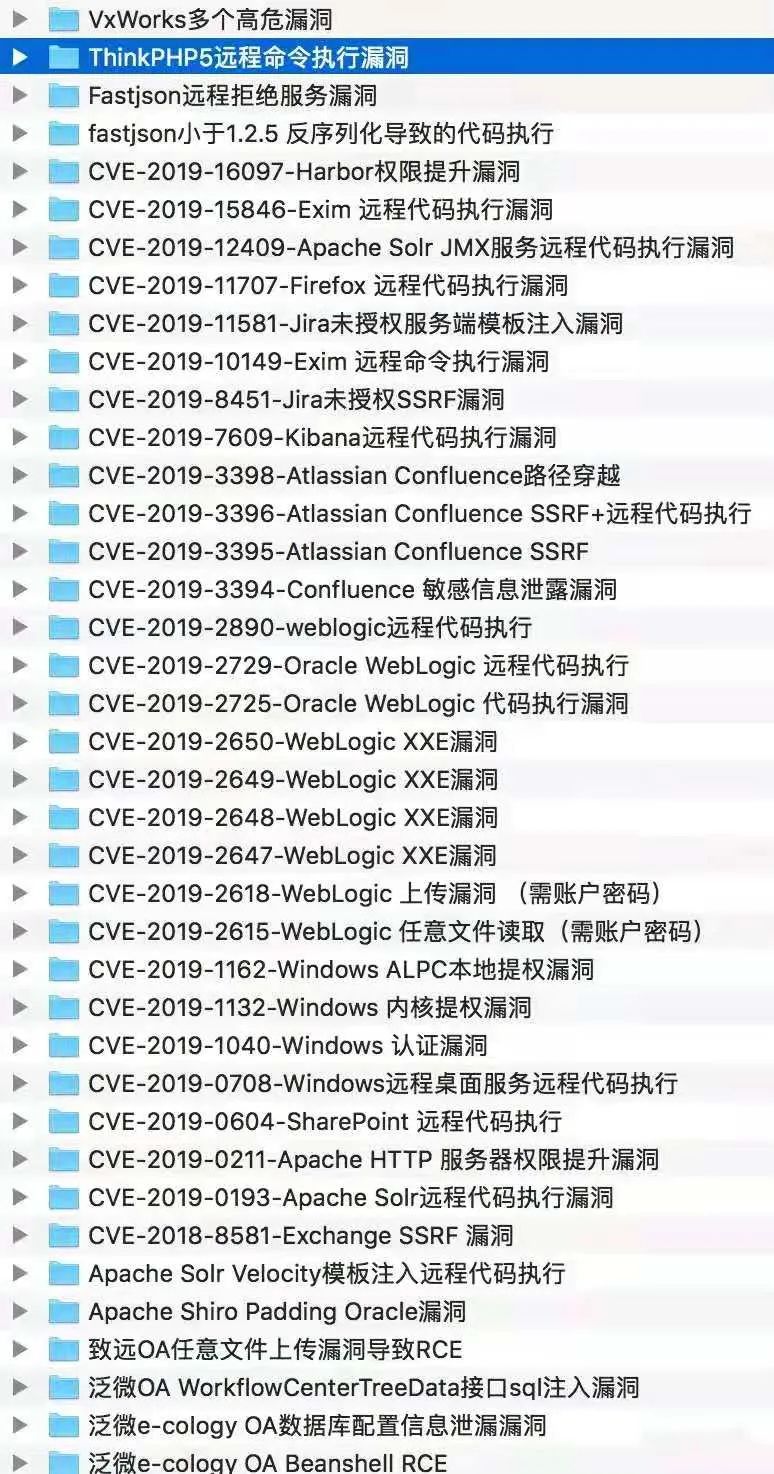 VxWorks多个高危漏洞
ThinkPHP5远程命令执行漏洞
Fastjson远程拒绝服务漏洞
fastjson小于1.2.5 反序列化导致的代码执行
CVE-2019-16097-Harbor权限提升漏洞
CVE-2019-15846-Exim 远程代码执行漏洞
CVE-2019-12409-Apache Solr JMX服务远程代码执行漏洞
CVE-2019-11707-Firefox 远程代码执行漏洞
CVE-2019-11581-Jira未授权服务端模板注入漏洞
CVE-2019-10149-Exim 远程命令执行漏洞
CVE-2019-8451-Jira未授权SSRF漏洞
CVE-2019-7609-Kibana远程代码执行漏洞
CVE-2019-3398-Atlassian Confluence路径穿越
CVE-2019-3396-Atlassian Confluence SSRF+远程代码执行
CVE-2019-3395-Atlassian Confluence SSRF
CVE-2019-3394-Confluence 敏感信息泄露漏洞
CVE-2019-2890-weblogic远程代码执行
CVE-2019-2729-Oracle WebLogic 远程代码执行
CVE-2019-2725-Oracle WebLogic 代码执行漏洞
CVE-2019-2650-WebLogic XXE漏洞
CVE-2019-2649-WebLogic XXE漏洞
CVE-2019-2648-WebLogic XXE漏洞
CVE-2019-2647-WebLogic XXE漏洞
CVE-2019-2618-WebLogic 上传漏洞 （需账户密码）
CVE-2019-2615-WebLogic 任意文件读取（需账户密码）
CVE-2019-1162-Windows ALPC本地提权漏洞
CVE-2019-1132-Windows 内核提权漏洞
CVE-2019-1040-Windows 认证漏洞
CVE-2019-0708-Windows远程桌面服务远程代码执行
CVE-2019-0604-SharePoint 远程代码执行
CVE-2019-0211-Apache HTTP 服务器权限提升漏洞
CVE-2019-0193-Apache Solr远程代码执行漏洞
CVE-2018-8581-Exchange SSRF 漏洞
Apache Solr Velocity模板注入远程代码执行
Apache Shiro Padding Oracle漏洞
致远OA任意文件上传漏洞导致RCE
泛微OA WorkflowCenterTreeData接口sql注入漏洞
泛微e-cology OA数据库配置信息泄漏漏洞
泛微e-cology OA Beanshell RCE